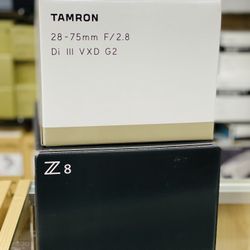 TAMRON
28-75mm F/2.8
Di III VXD G2
Z 8